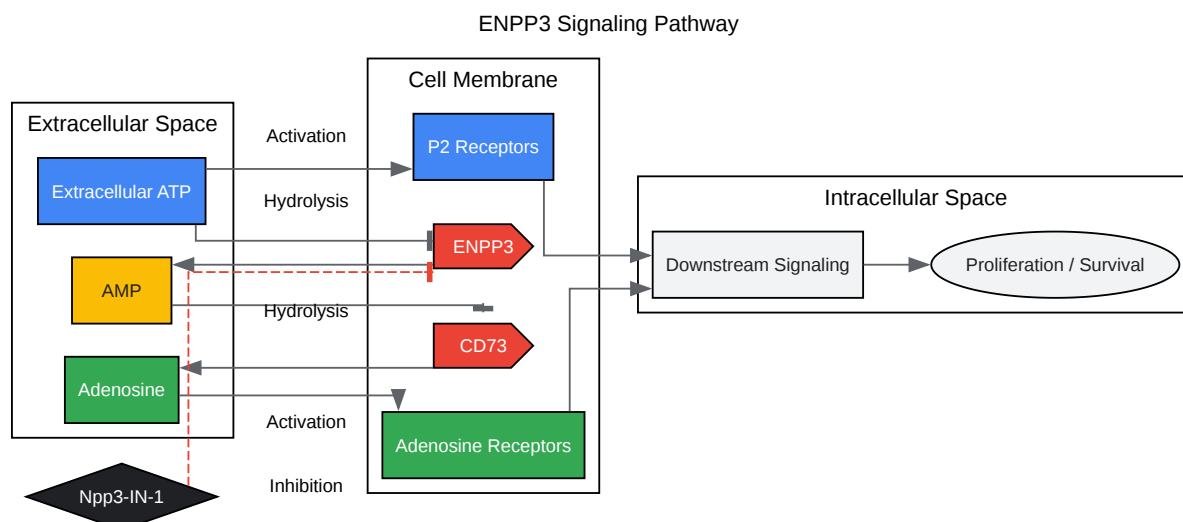 ENPP3 Signaling Pathway
Extracellular Space
Extracellular ATP
AMP
Adenosine
Npp3-IN-1
Activation
Hydrolysis
Hydrolysis
Activation
Inhibition
Cell Membrane
P2 Receptors
ENPP3
CD73
Adenosine Receptors
Intracellular Space
Downstream Signaling
Proliferation / Survival